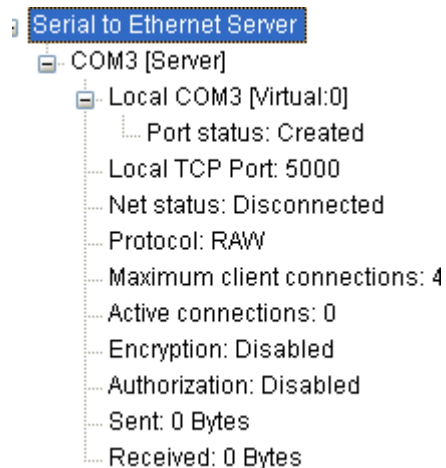 Serial to Ethernet Server
COM3 [Server]
Local COM3 [Virtual:0]
Port status: Created
Local TCP Port: 5000
Net status: Disconnected
Protocol: RAW
Maximum client connections: 4
Active connections: 0
Encryption: Disabled
Authorization: Disabled
Sent: 0 Bytes
Received: 0 Bytes